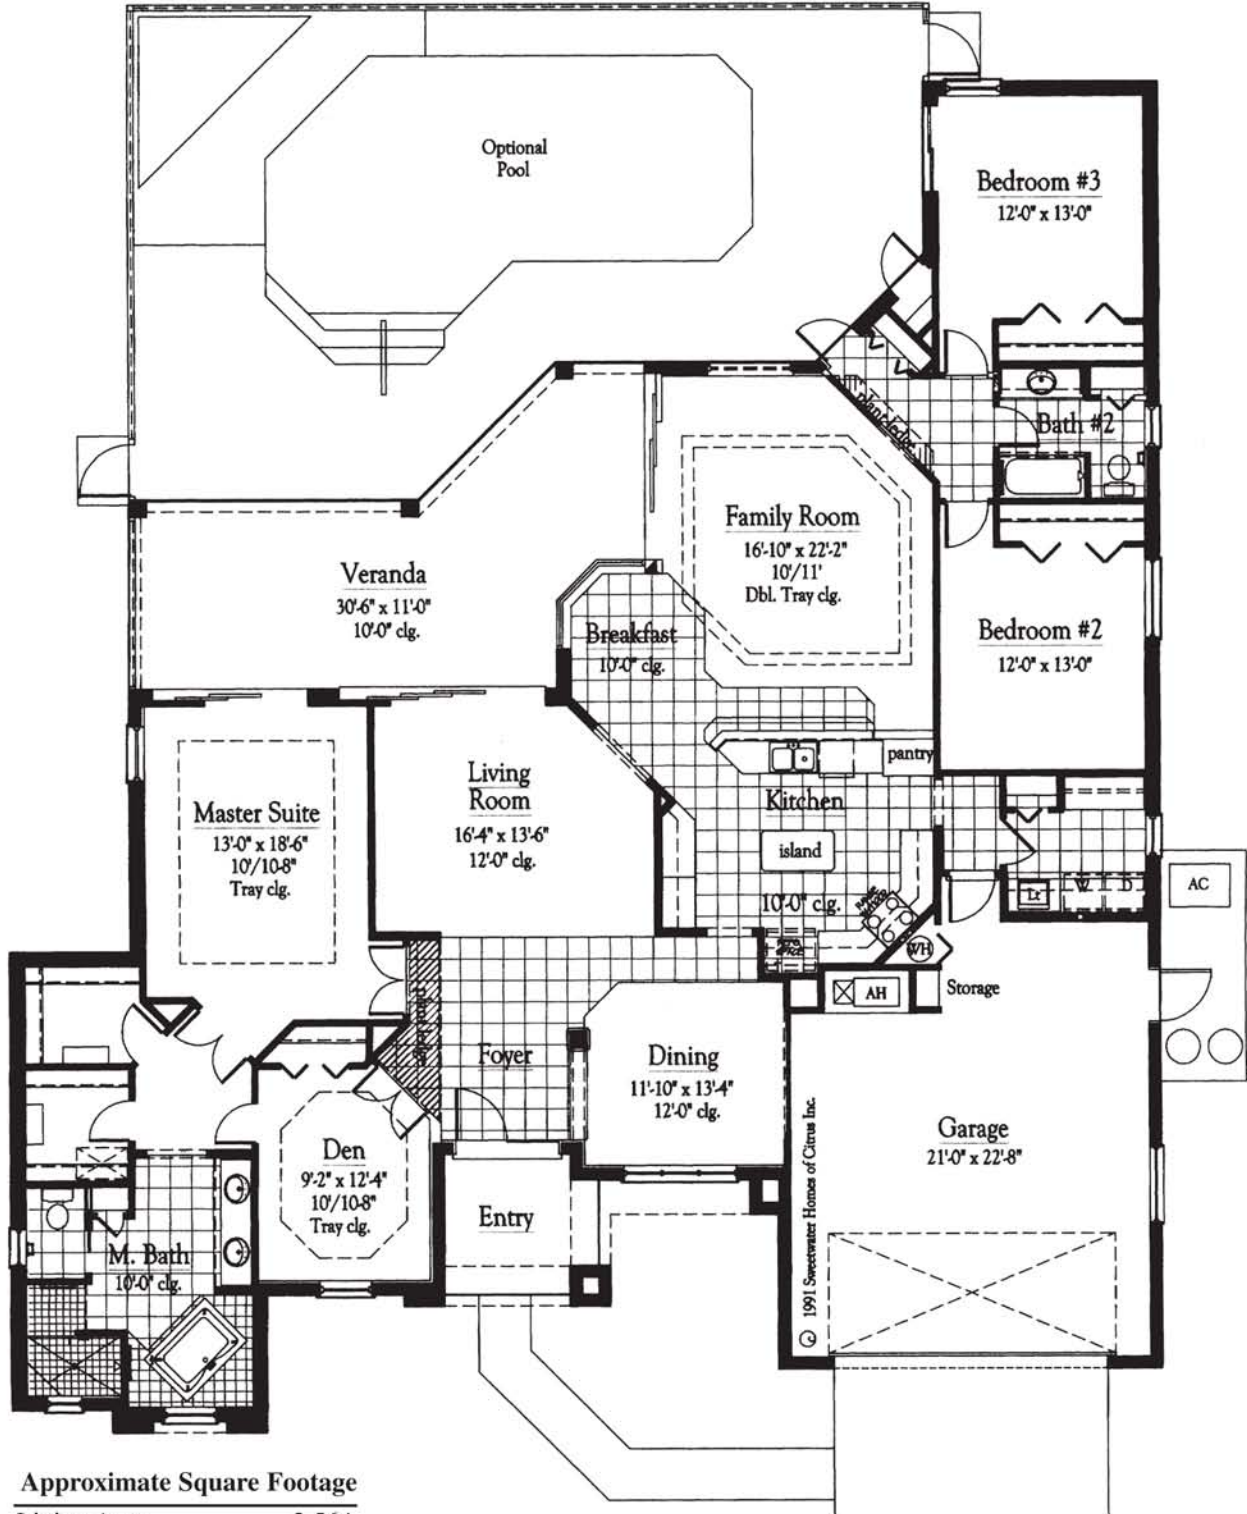 Optional
Pool
Bedroom #3
12'-0" x 13'-0"
plant ledge
Bath #2
Family Room
16'-10" x 22'-2"
10'/11'
Dbl. Tray clg.
Veranda
30'-6" x 11'-0"
10'-0" clg.
Breakfast
10'-0" clg.
Bedroom #2
12'-0" x 13'-0"
pantry
Living
Room
16'-4" x 13'-6"
12'-0" clg.
Master Suite
13'-0" x 18'-6"
10'/10'-8"
Tray clg.
Kitchen
island
10'-0" clg.
Lt
W
D
AC
WH
AH
Storage
plant ledge
Foyer
Dining
11'-10" x 13'-4"
12'-0" clg.
Garage
21'-0" x 22'-8"
Den
9'-2" x 12'-4"
10'/10'-8"
Tray clg.
Entry
M. Bath
10'-0" clg.
© 1991 Sweetwater Homes of Citrus Inc.
Approximate Square Footage